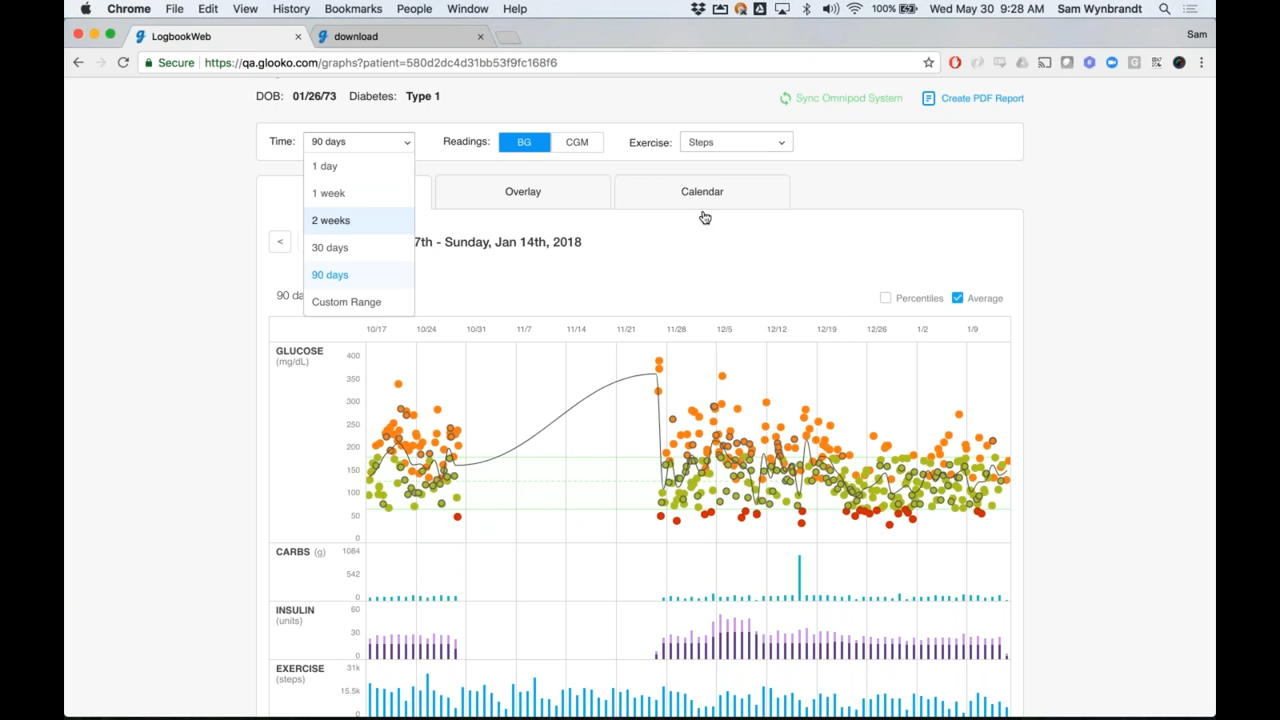 Chrome File Edit View History Bookmarks People Window Help 100% Wed May 30 9:28 AM Sam Wynbrandt
LogbookWeb × download × Sam
Secure https://qa.glooko.com/graphs?patient=580d2dc4d31bb53f9fc168f6
DOB: 01/26/73 Diabetes: Type 1 Sync Omnipod System Create PDF Report
Time: 90 days Readings: BG CGM Exercise: Steps
1 day
1 week
2 weeks
30 days
90 days
Custom Range
Overlay Calendar
< 7th - Sunday, Jan 14th, 2018
90 da Percentiles Average
10/17 10/24 10/31 11/7 11/14 11/21 11/28 12/5 12/12 12/19 12/26 1/2 1/9
GLUCOSE
(mg/dL)
400
350
300
250
200
150
100
50
0
CARBS (g)
1084
542
0
INSULIN
(units)
60
30
0
EXERCISE
(steps)
31k
15.5k
0